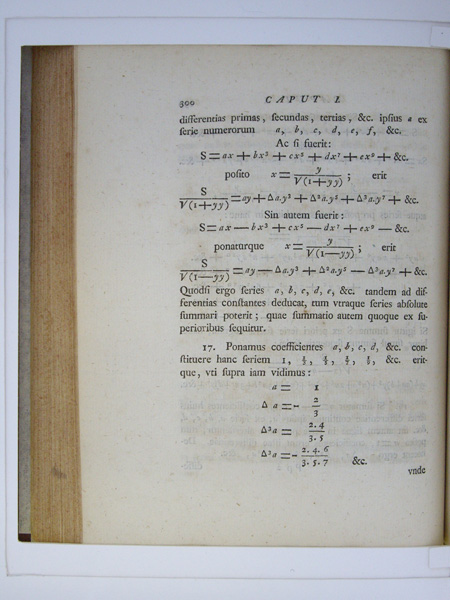 300 CAPUT I.
differentias primas, secundas, tertias, &c. ipsius a ex
serie numerorum a, b, c, d, e, f, &c.
Ac si fuerit:
S=ax+bx³+cx⁵+dx⁷+ex⁹+&c.
posito x=y/√(1+yy); erit
S/√(1+yy)=ay+Δa.y³+Δ²a.y⁵+Δ³a.y⁷+&c.
Sin autem fuerit:
S=ax—bx³+cx⁵—dx⁷+ex⁹—&c.
ponaturque x=y/√(1—yy); erit
S/√(1—yy)=ay—Δa.y³+Δ²a.y⁵—Δ³a.y⁷+&c.
Quodsi ergo series a, b, c, d, e, &c. tandem ad dif-
ferentias constantes deducat, tum vtraque series absolute
summari poterit; quae summatio autem quoque ex su-
perioribus sequitur.
17. Ponamus coefficientes a, b, c, d, &c. con-
stituere hanc seriem 1, 1/3, 1/5, 1/7, 1/9, &c. erit-
que, vti supra iam vidimus:
a = 1
Δ a =- 2/3
Δ²a = 2.4/3.5
Δ³a =- 2.4.6/3.5.7 &c.
vnde